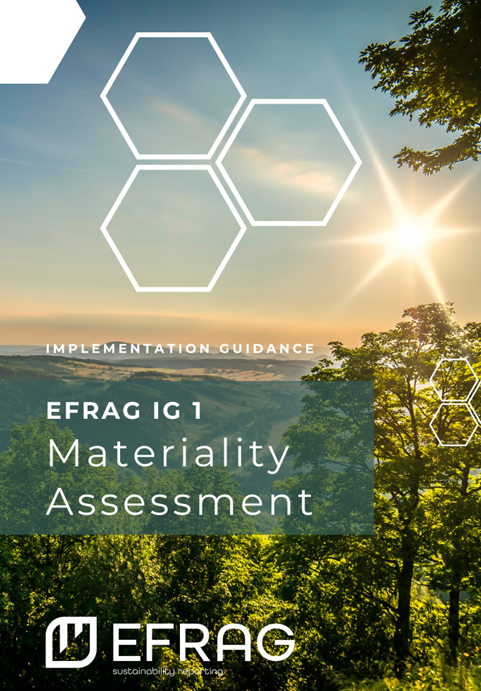 IMPLEMENTATION GUIDANCE
EFRAG IG 1
Materiality
Assessment
EFRAG
sustainability reporting